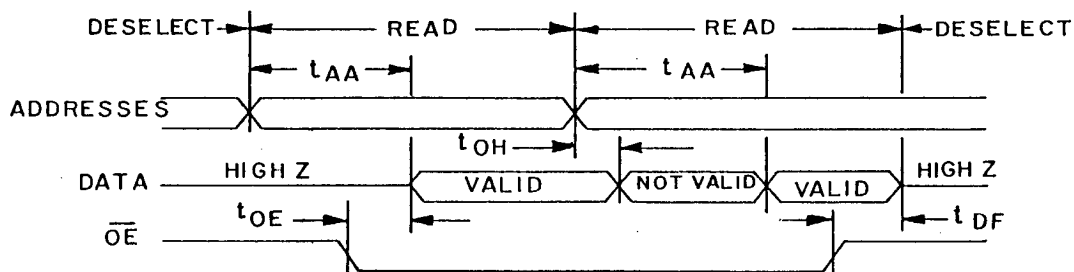 DESELECT READ READ DESELECT
tAA tAA
ADDRESSES
tOH
DATA HIGH Z VALID NOT VALID VALID HIGH Z
tOE tDF
OE